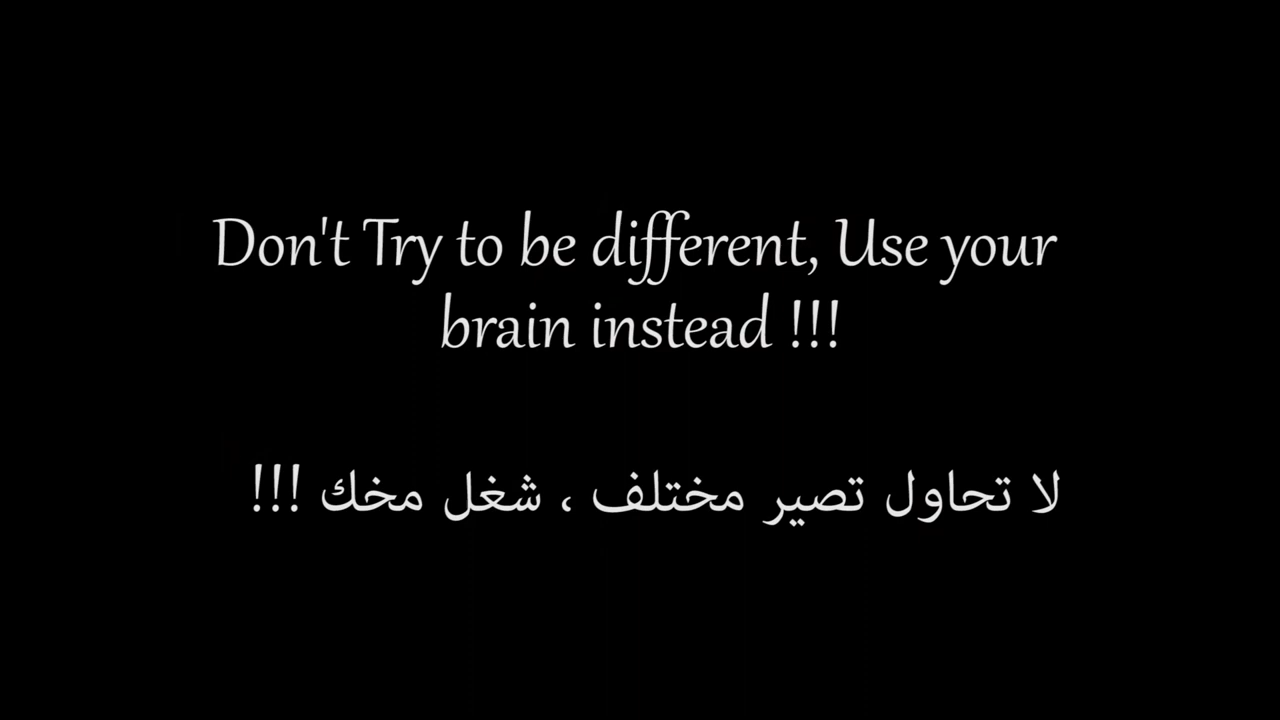 Don't Try to be different, Use your
brain instead !!!
لا تحاول تصير مختلف ، شغل مخك !!!